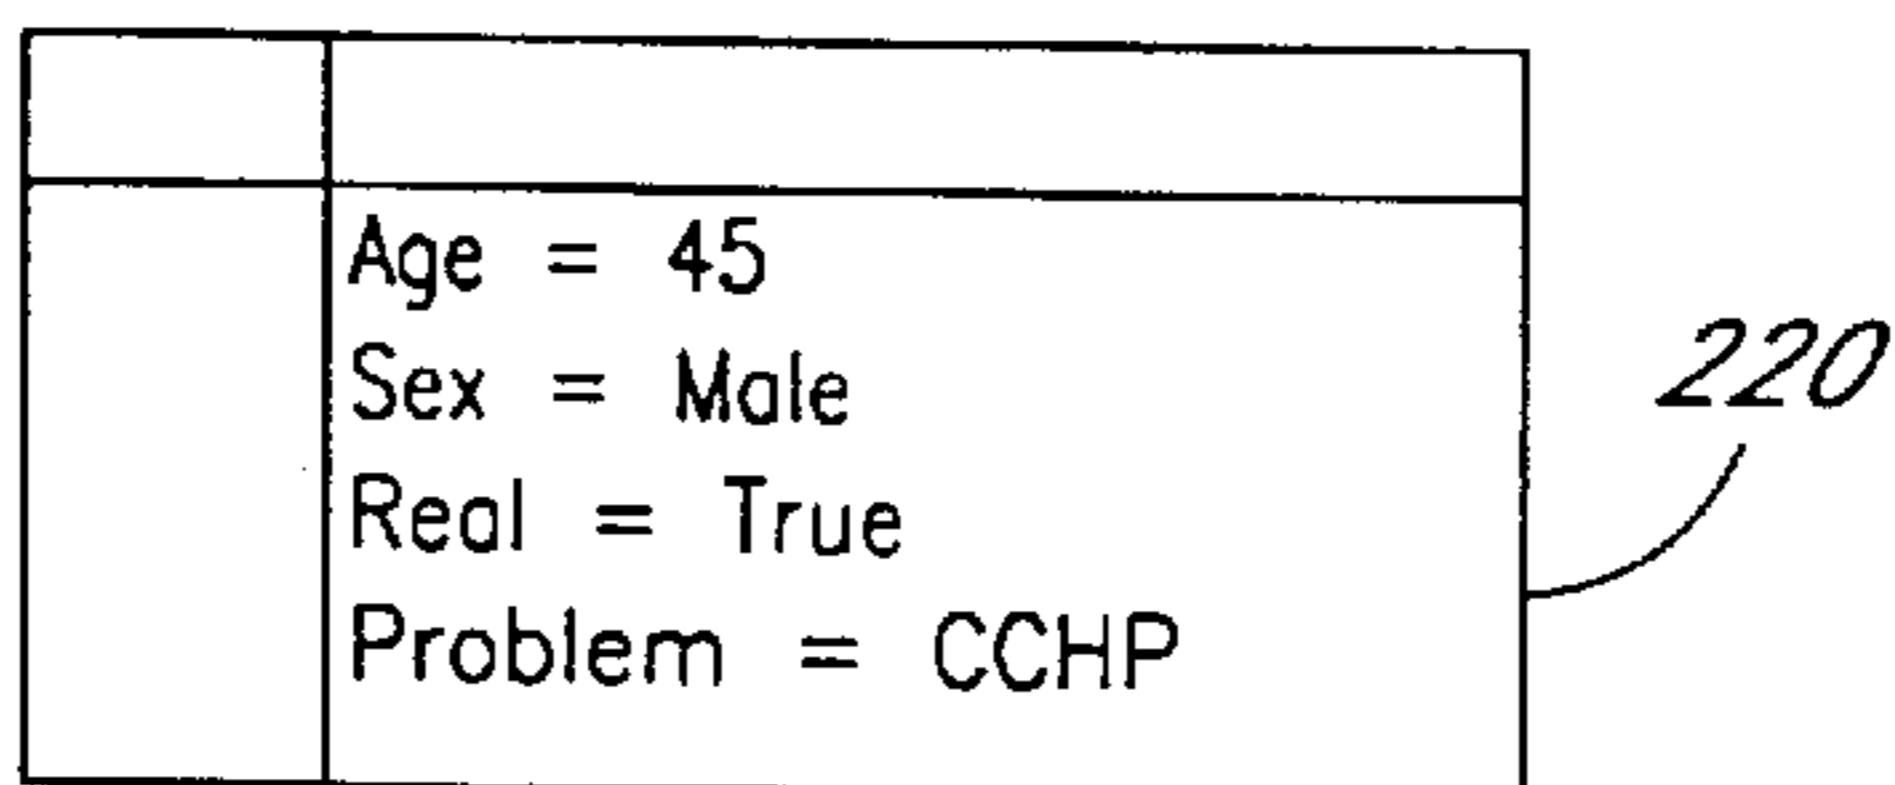 Age = 45
Sex = Male
Real = True
Problem = CCHP
220